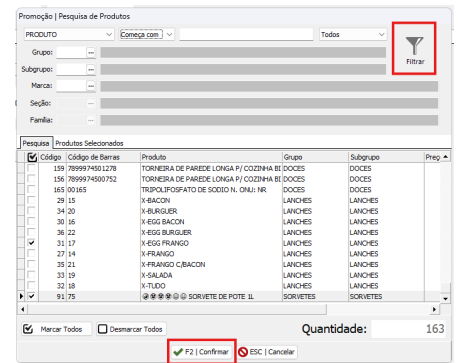 Promoção | Pesquisa de Produtos
PRODUTO Começa com Todos
Filtrar
Grupo: ...
Subgrupo: ...
Marca: ...
Seção: ...
Família: ...
Pesquisa Produtos Selecionados
Código Código de Barras Produto Grupo Subgrupo Preç
159 7899974501278 TORNEIRA DE PAREDE LONGA P/ COZINHA BI DOCES DOCES
156 7899974500752 TORNEIRA DE PAREDE LONGA P/ COZINHA BI DOCES DOCES
165 00165 TRIPOLIFOSFATO DE SODIO N. ONU: NR DOCES DOCES
29 15 X-BACON LANCHES LANCHES
34 20 X-BURGUER LANCHES LANCHES
30 16 X-EGG BACON LANCHES LANCHES
36 22 X-EGG BURGUER LANCHES LANCHES
31 17 X-EGG FRANGO LANCHES LANCHES
27 14 X-FRANGO LANCHES LANCHES
35 21 X-FRANGO C/BACON LANCHES LANCHES
33 19 X-SALADA LANCHES LANCHES
32 18 X-TUDO LANCHES LANCHES
91 75 SORVETE DE POTE 1L SORVETES SORVETES
Marcar Todos Desmarcar Todos Quantidade: 163
F2 | Confirmar ESC | Cancelar